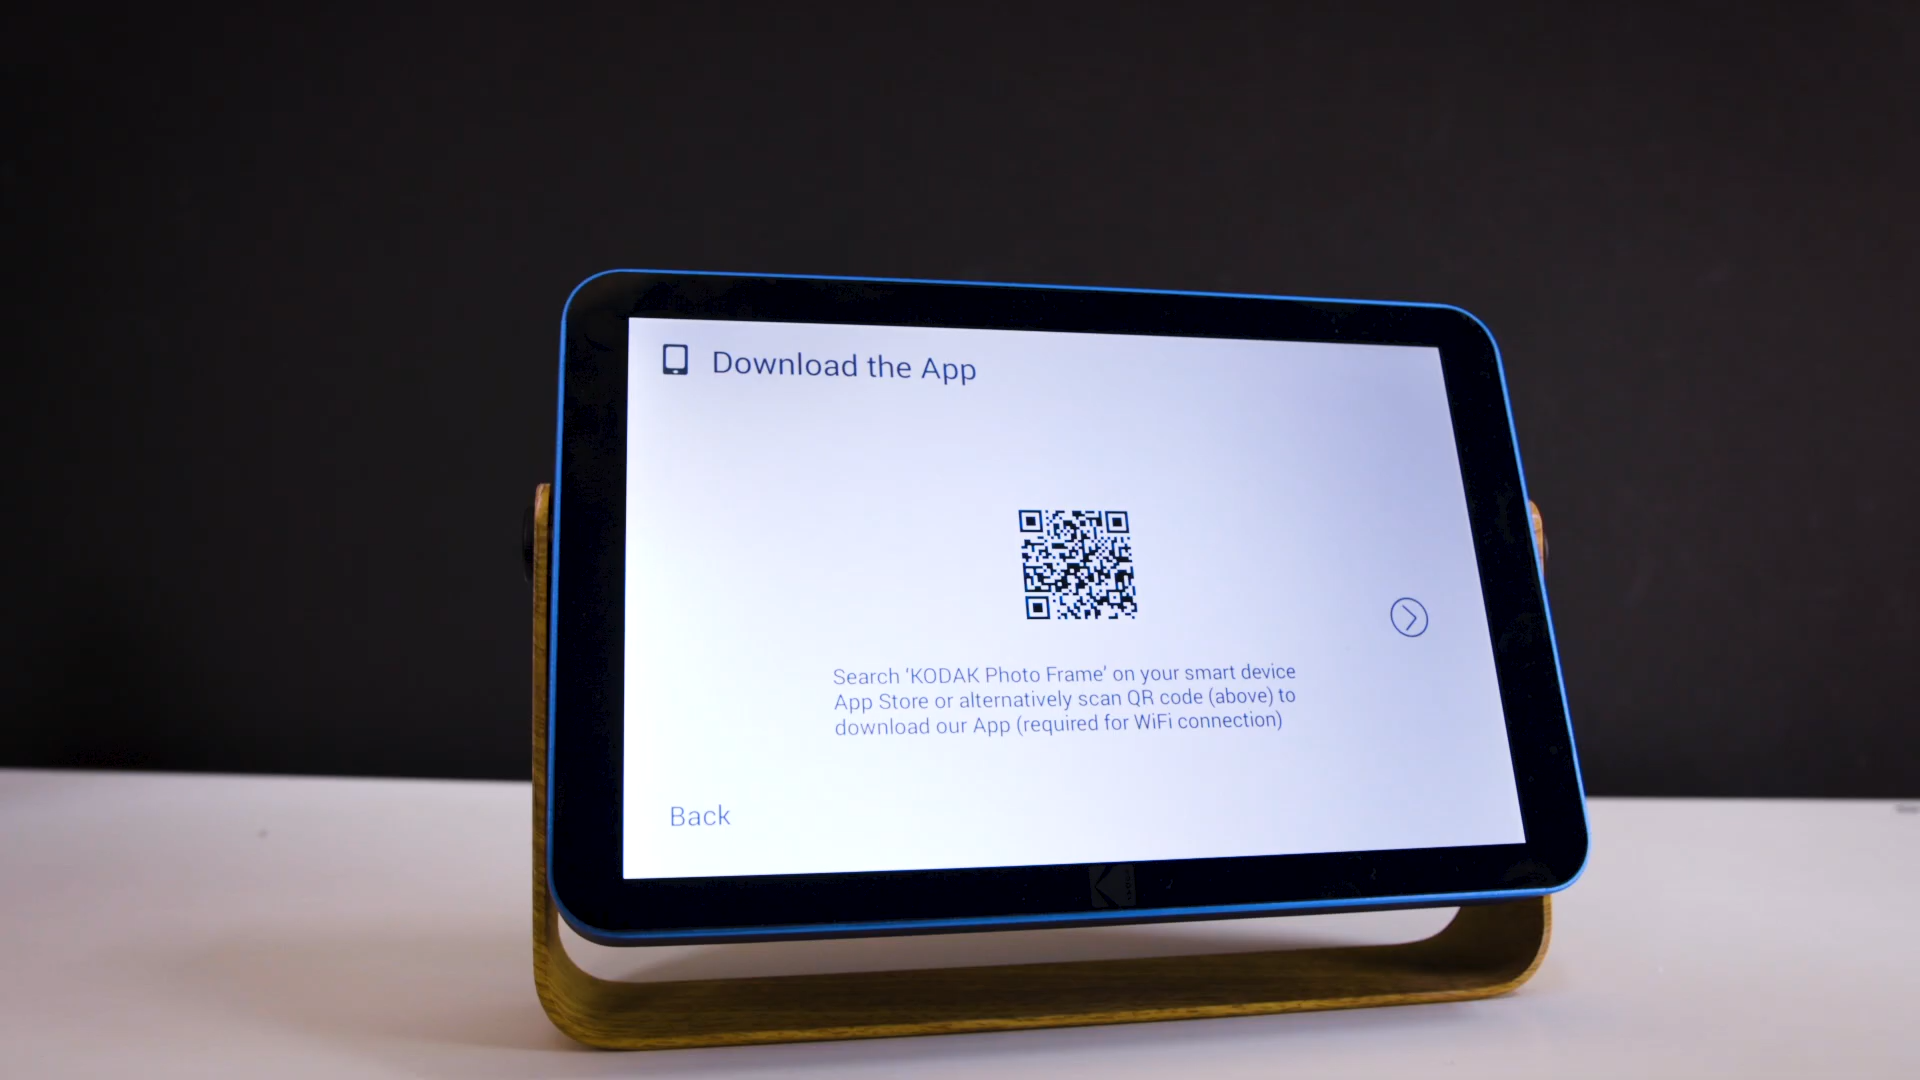 Download the App
Search 'KODAK Photo Frame' on your smart device
App Store or alternatively scan QR code (above) to
download our App (required for WiFi connection)
Back